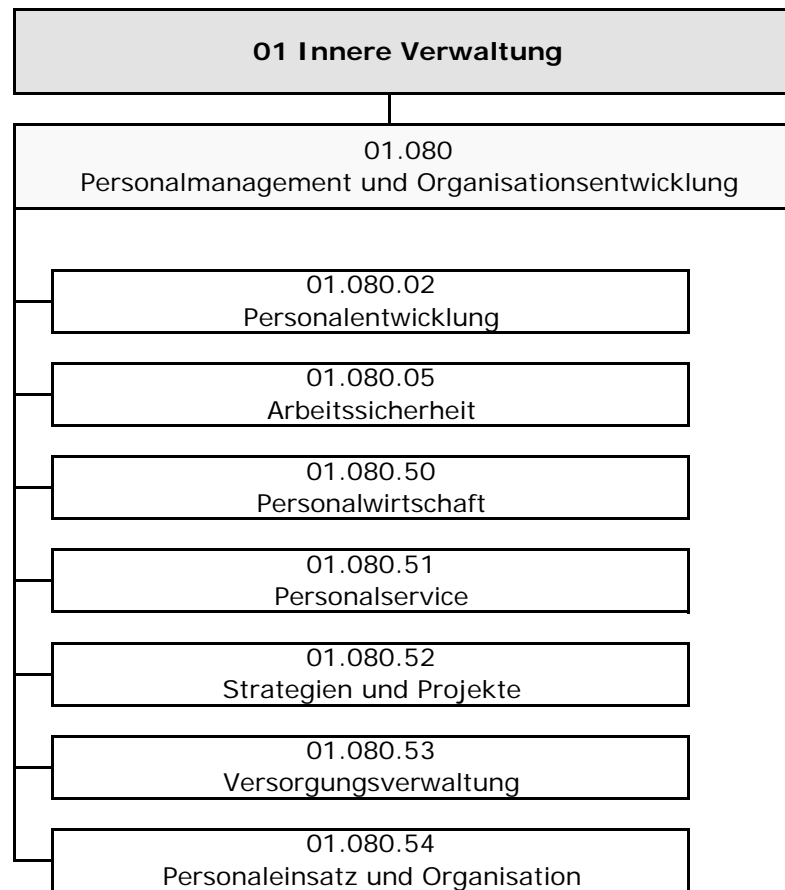 01 Innere Verwaltung
01.080
Personalmanagement und Organisationsentwicklung
01.080.02
Personalentwicklung
01.080.05
Arbeitssicherheit
01.080.50
Personalwirtschaft
01.080.51
Personalservice
01.080.52
Strategien und Projekte
01.080.53
Versorgungsverwaltung
01.080.54
Personaleinsatz und Organisation